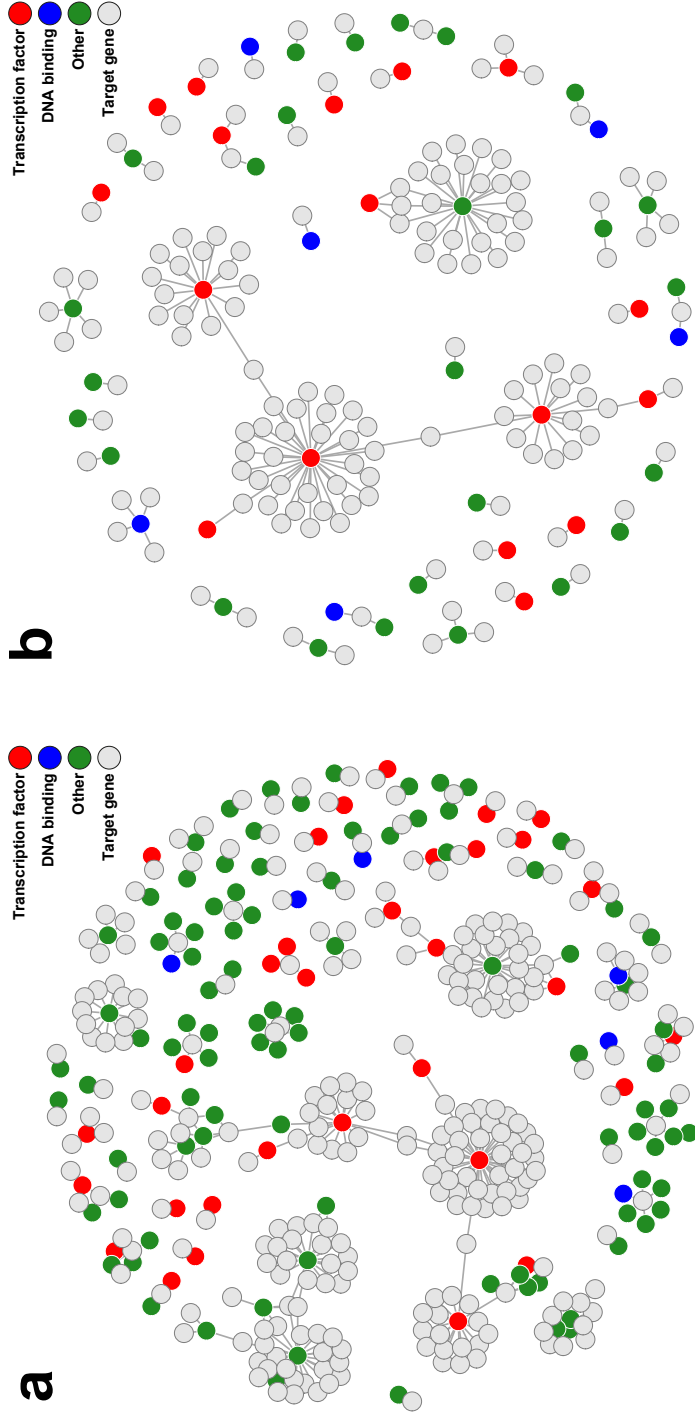 b
Transcription factor
DNA binding
Other
Target gene
a
Transcription factor
DNA binding
Other
Target gene